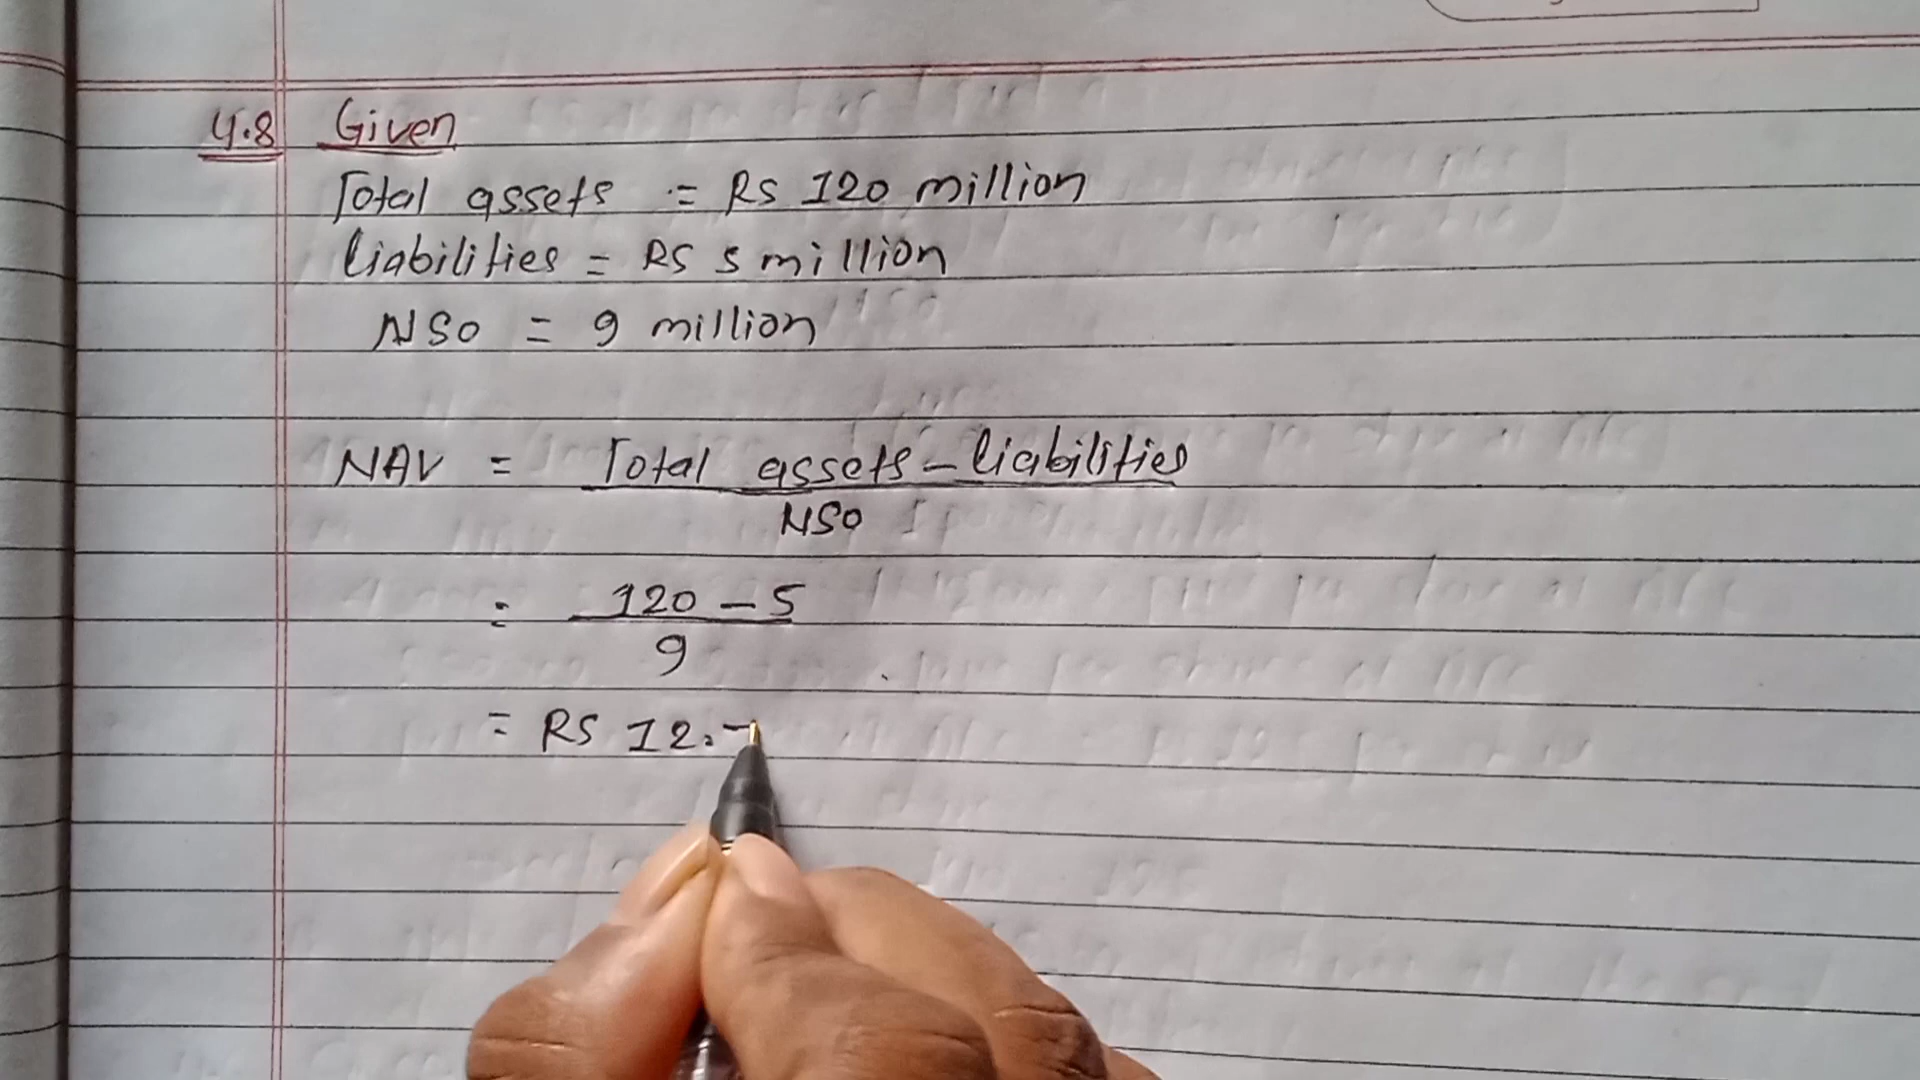 4.8 Given
Total assets = RS 120 million
liabilities = RS 5 million
NSO = 9 million
NAV = Total assets - liabilities
NSO
= 120 - 5
9
= RS 12.